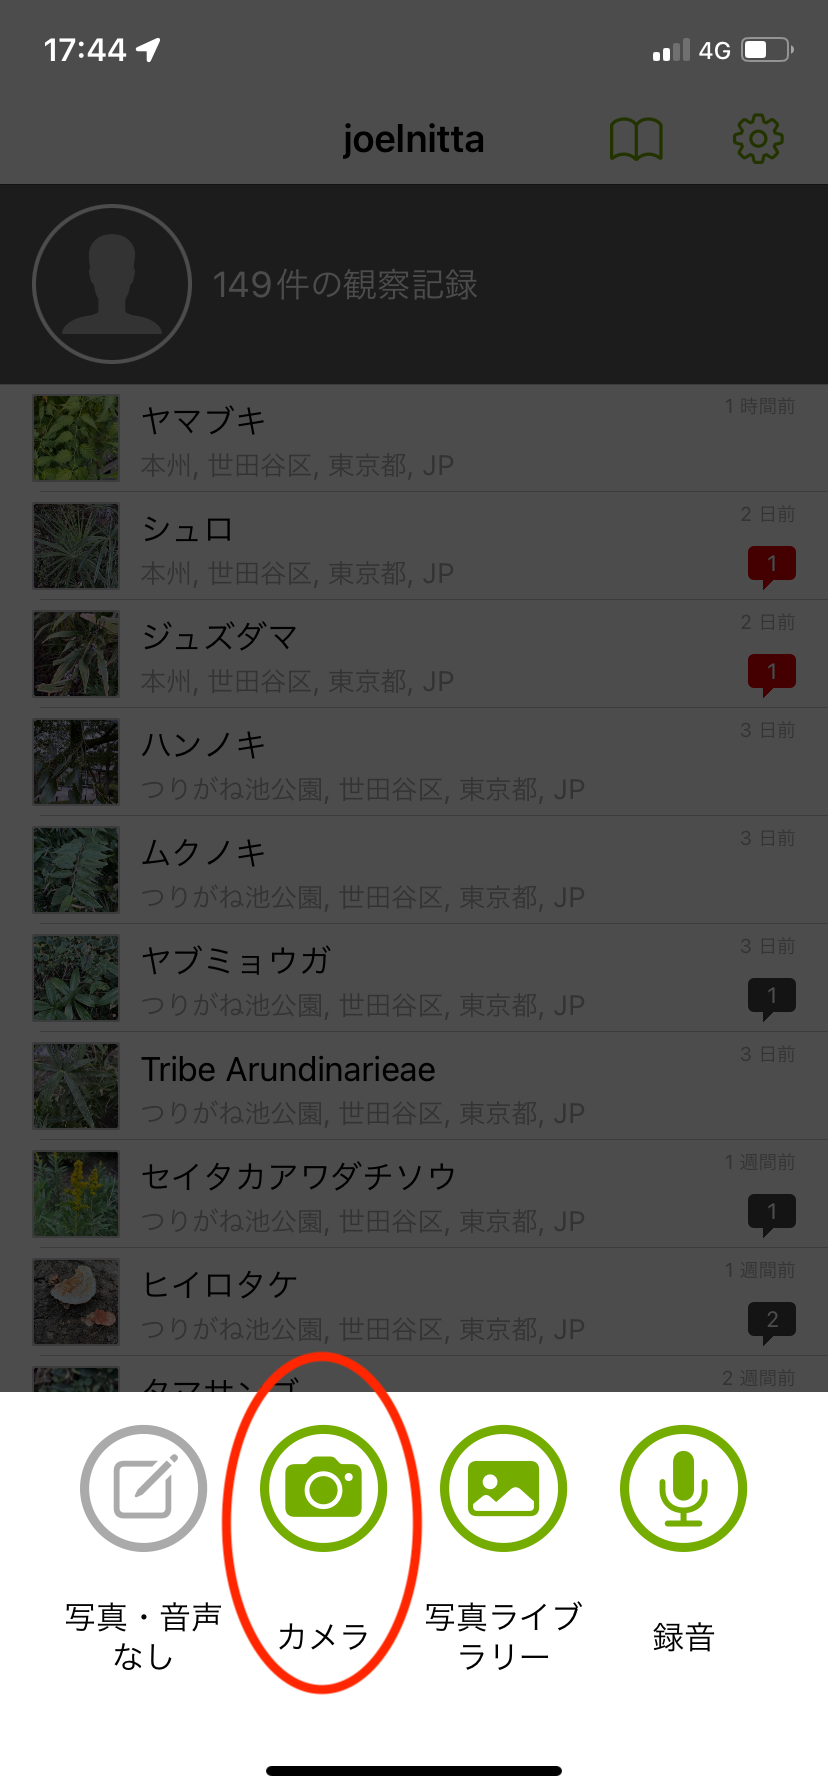 17:44
4G
joelnitta
149件の観察記録
ヤマブキ
1 時間前
本州, 世田谷区, 東京都, JP
シュロ
2 日前
本州, 世田谷区, 東京都, JP
1
ジュズダマ
2 日前
本州, 世田谷区, 東京都, JP
1
ハンノキ
3 日前
つりがね池公園, 世田谷区, 東京都, JP
ムクノキ
3 日前
つりがね池公園, 世田谷区, 東京都, JP
ヤブミョウガ
3 日前
つりがね池公園, 世田谷区, 東京都, JP
1
Tribe Arundinarieae
3 日前
つりがね池公園, 世田谷区, 東京都, JP
セイタカアワダチソウ
1 週間前
つりがね池公園, 世田谷区, 東京都, JP
1
ヒイロタケ
1 週間前
つりがね池公園, 世田谷区, 東京都, JP
2
タマサンゴ
2 週間前
写真・音声
なし
カメラ
写真ライブ
ラリー
録音